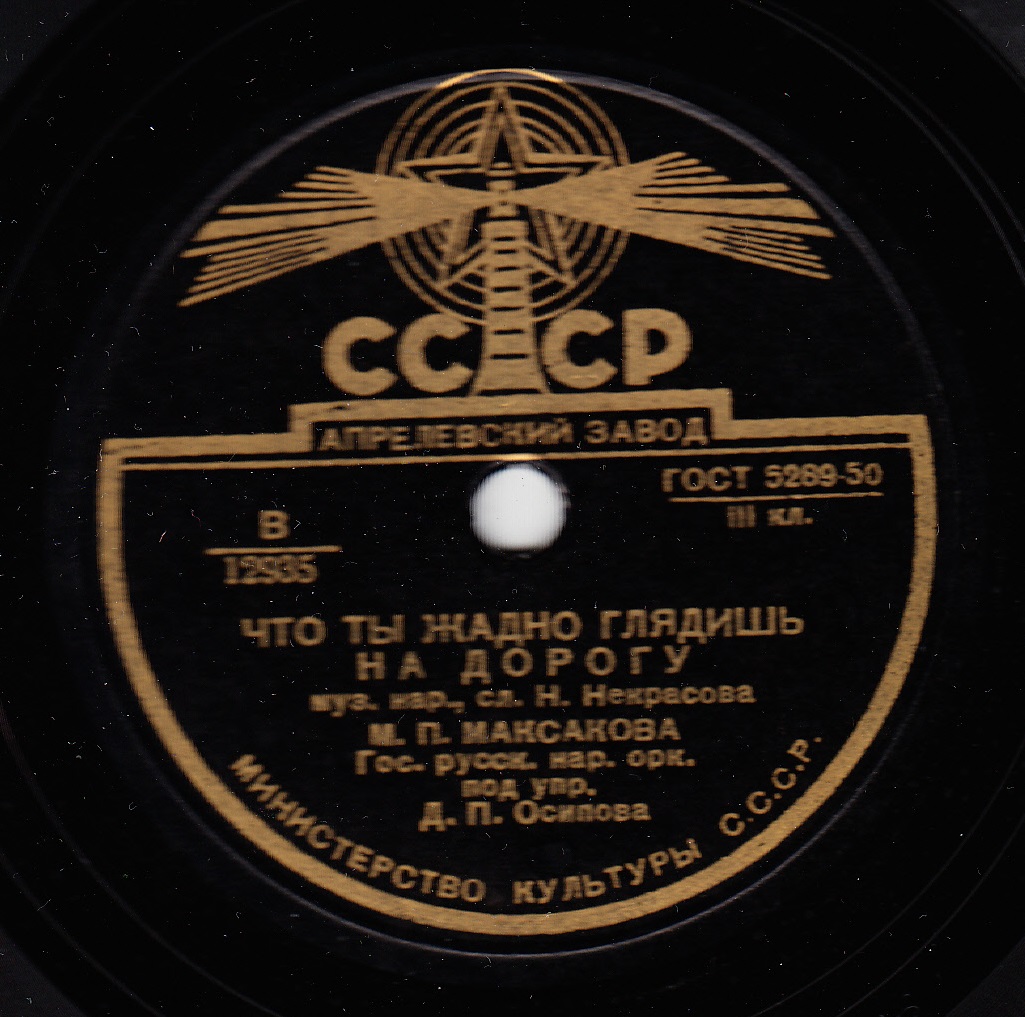 СССР
АПРЕЛЕВСКИЙ ЗАВОД
ГОСТ 5289-50
III кл.
В
12935
ЧТО ТЫ ЖАДНО ГЛЯДИШЬ
НА ДОРОГУ
муз. нар., сл. Н. Некрасова
М. П. МАКСАКОВА
Гос. русск. нар. орк.
под упр.
Д. П. Осипова
МИНИСТЕРСТВО КУЛЬТУРЫ С.С.С.Р.